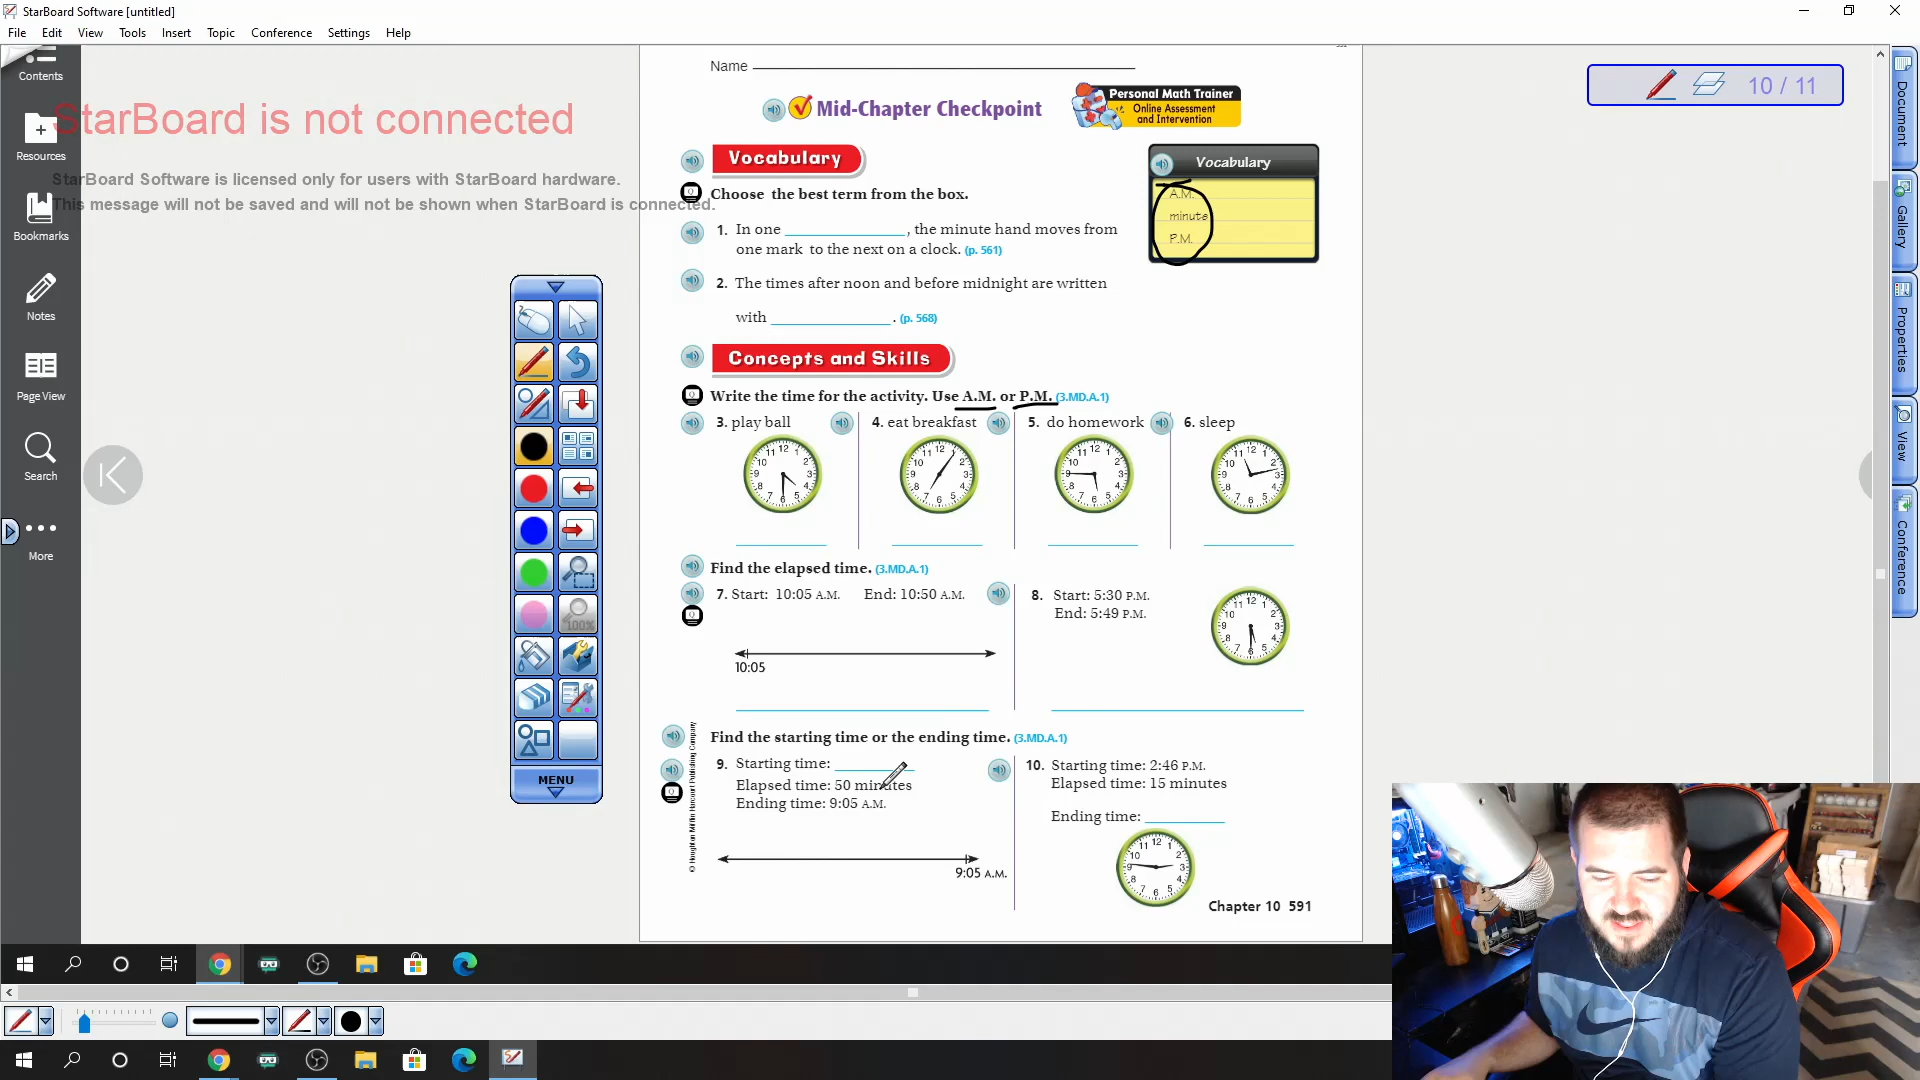 StarBoard Software [untitled]
File Edit View Tools Insert Topic Conference Settings Help
Contents
Resources
Bookmarks
Notes
Page View
Search
More
StarBoard is not connected
StarBoard Software is licensed only for users with StarBoard hardware.
This message will not be saved and will not be shown when StarBoard is connected.
MENU
100%
10 / 11
Document
Gallery
Properties
View
Conference
Name
Mid-Chapter Checkpoint
Personal Math Trainer
Online Assessment
and Intervention
Vocabulary
Choose the best term from the box.
Vocabulary
A.M.
minute
P.M.
1. In one ____, the minute hand moves from
one mark to the next on a clock. (p. 561)
2. The times after noon and before midnight are written
with ____. (p. 568)
Concepts and Skills
Write the time for the activity. Use A.M. or P.M. (3.MD.A.1)
3. play ball
4. eat breakfast
5. do homework
6. sleep
Find the elapsed time. (3.MD.A.1)
7. Start: 10:05 A.M. End: 10:50 A.M.
10:05
8. Start: 5:30 P.M.
End: 5:49 P.M.
Find the starting time or the ending time. (3.MD.A.1)
9. Starting time:
Elapsed time: 50 minutes
Ending time: 9:05 A.M.
9:05 A.M.
10. Starting time: 2:46 P.M.
Elapsed time: 15 minutes
Ending time:
© Houghton Mifflin Harcourt Publishing Company
Chapter 10 591